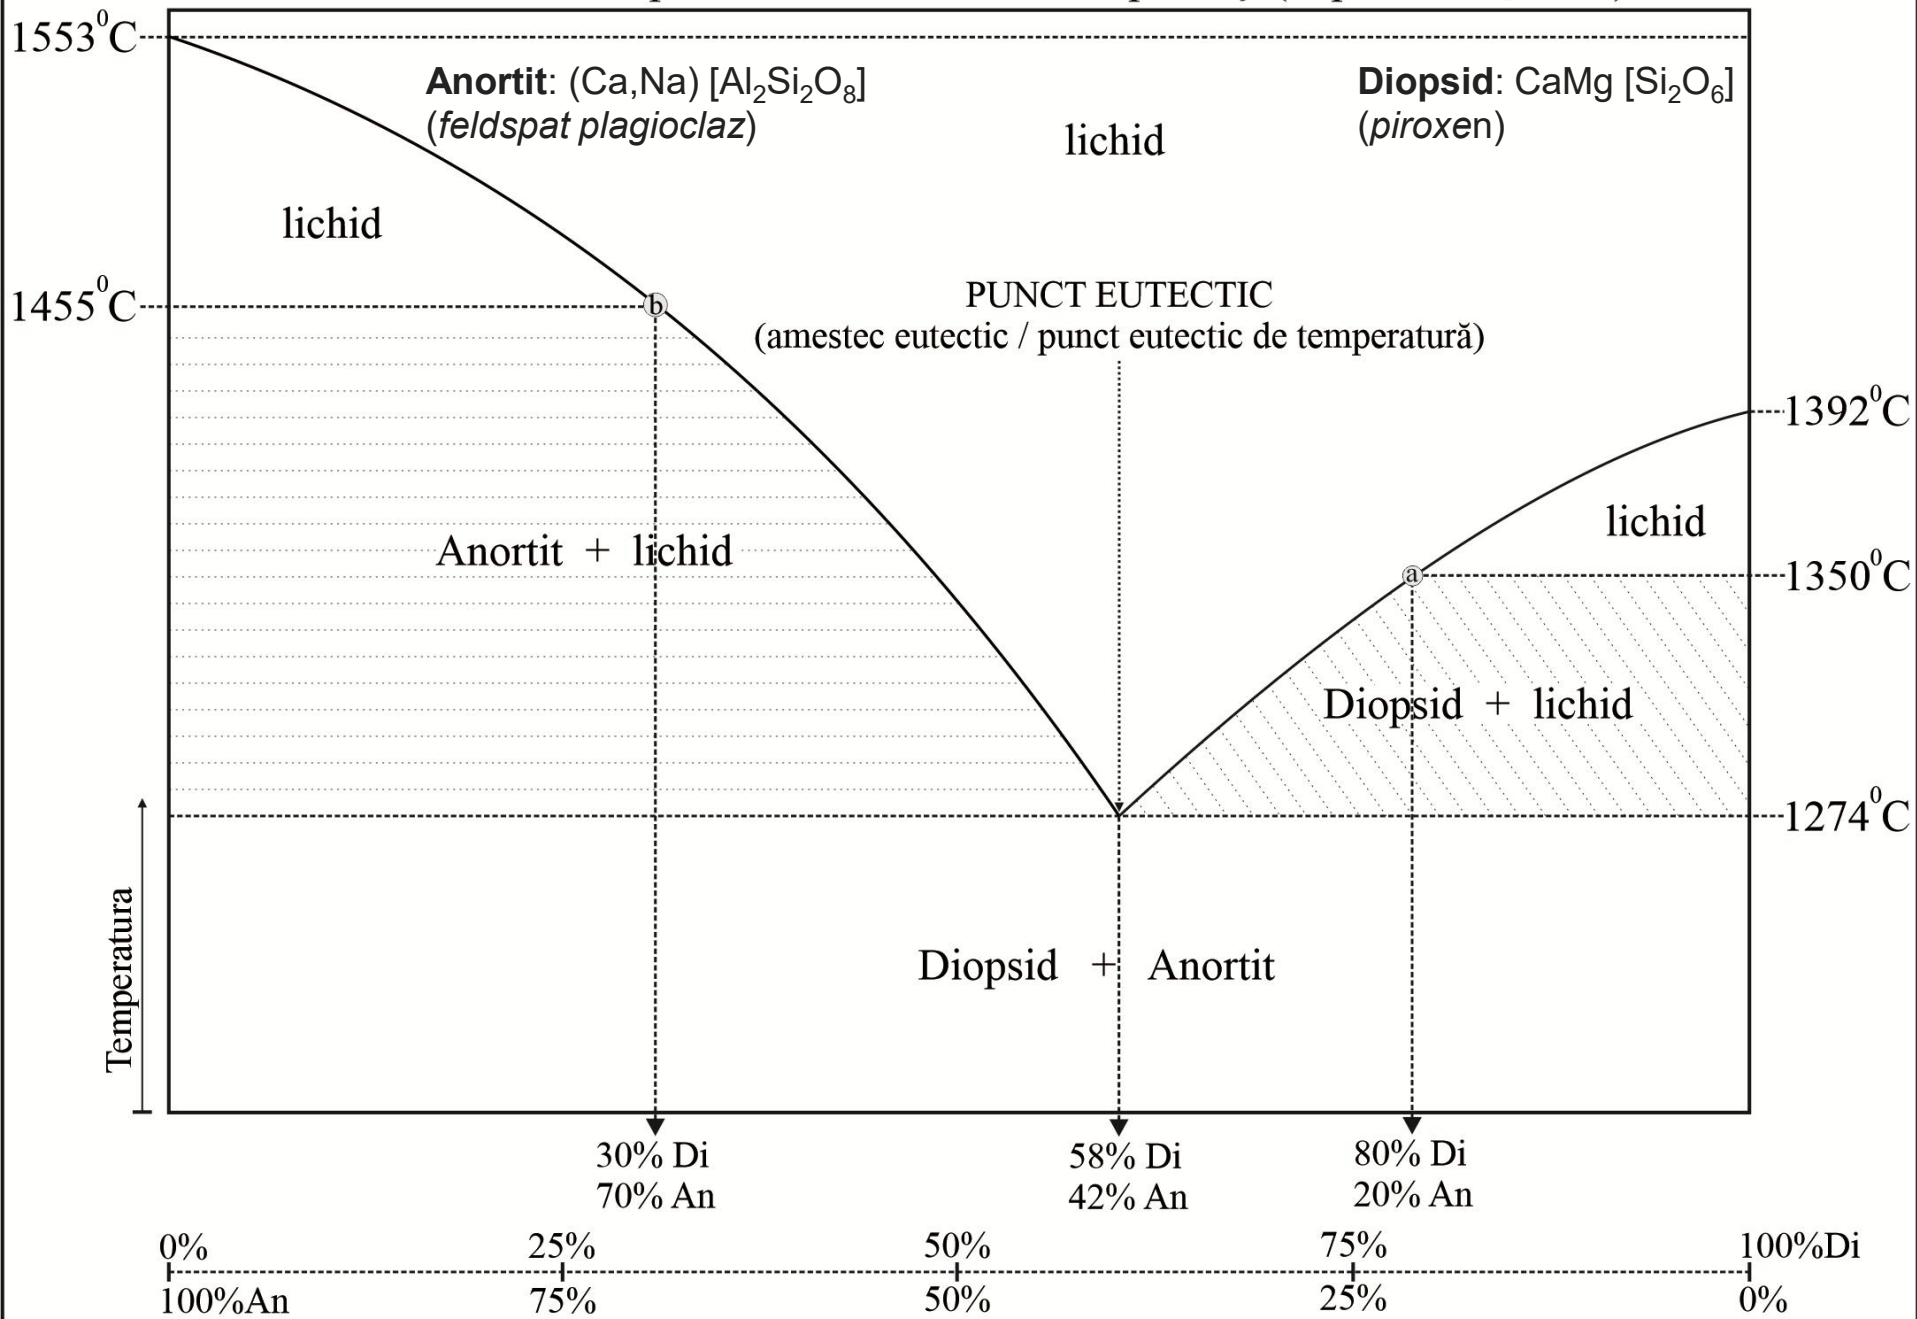 1553⁰C
Anortit: (Ca,Na) [Al₂Si₂O₈]
(feldspat plagioclaz)
Diopsid: CaMg [Si₂O₆]
(piroxen)
lichid
lichid
1455⁰C
b
PUNCT EUTECTIC
(amestec eutectic / punct eutectic de temperatură)
1392⁰C
lichid
Anortit + lichid
a
1350⁰C
Diopsid + lichid
1274⁰C
Temperatura
Diopsid + Anortit
30% Di
70% An
58% Di
42% An
80% Di
20% An
0% 25% 50% 75% 100%Di
100%An 75% 50% 25% 0%